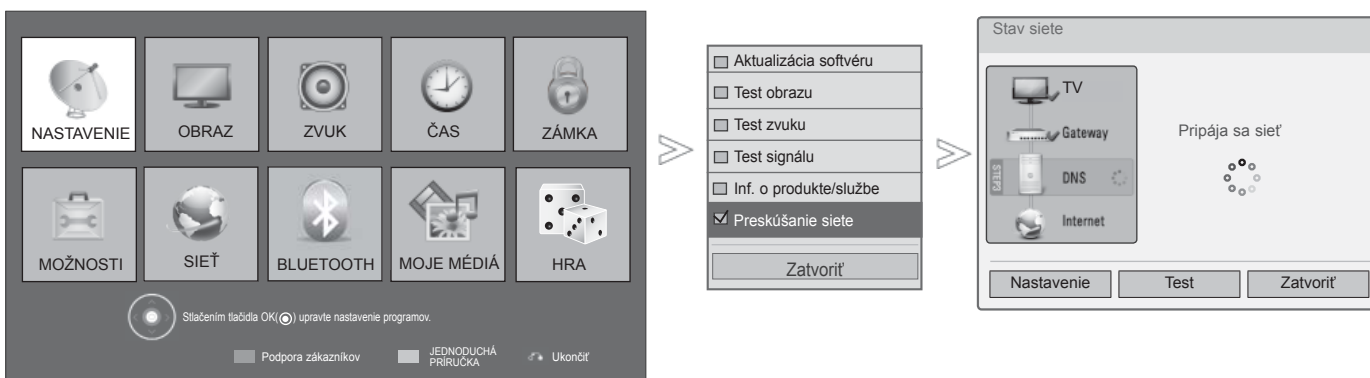 NASTAVENIE
OBRAZ
ZVUK
ČAS
ZÁMKA
MOŽNOSTI
SIEŤ
BLUETOOTH
MOJE MÉDIÁ
HRA
Stlačením tlačidla OK(◉) upravte nastavenie programov.
Podpora zákazníkov
JEDNODUCHÁ
PRÍRUČKA
Ukončiť
Aktualizácia softvéru
Test obrazu
Test zvuku
Test signálu
Inf. o produkte/službe
Preskúšanie siete
Zatvoriť
Stav siete
TV
Gateway
STEP3
DNS
Internet
Pripája sa sieť
Nastavenie
Test
Zatvoriť